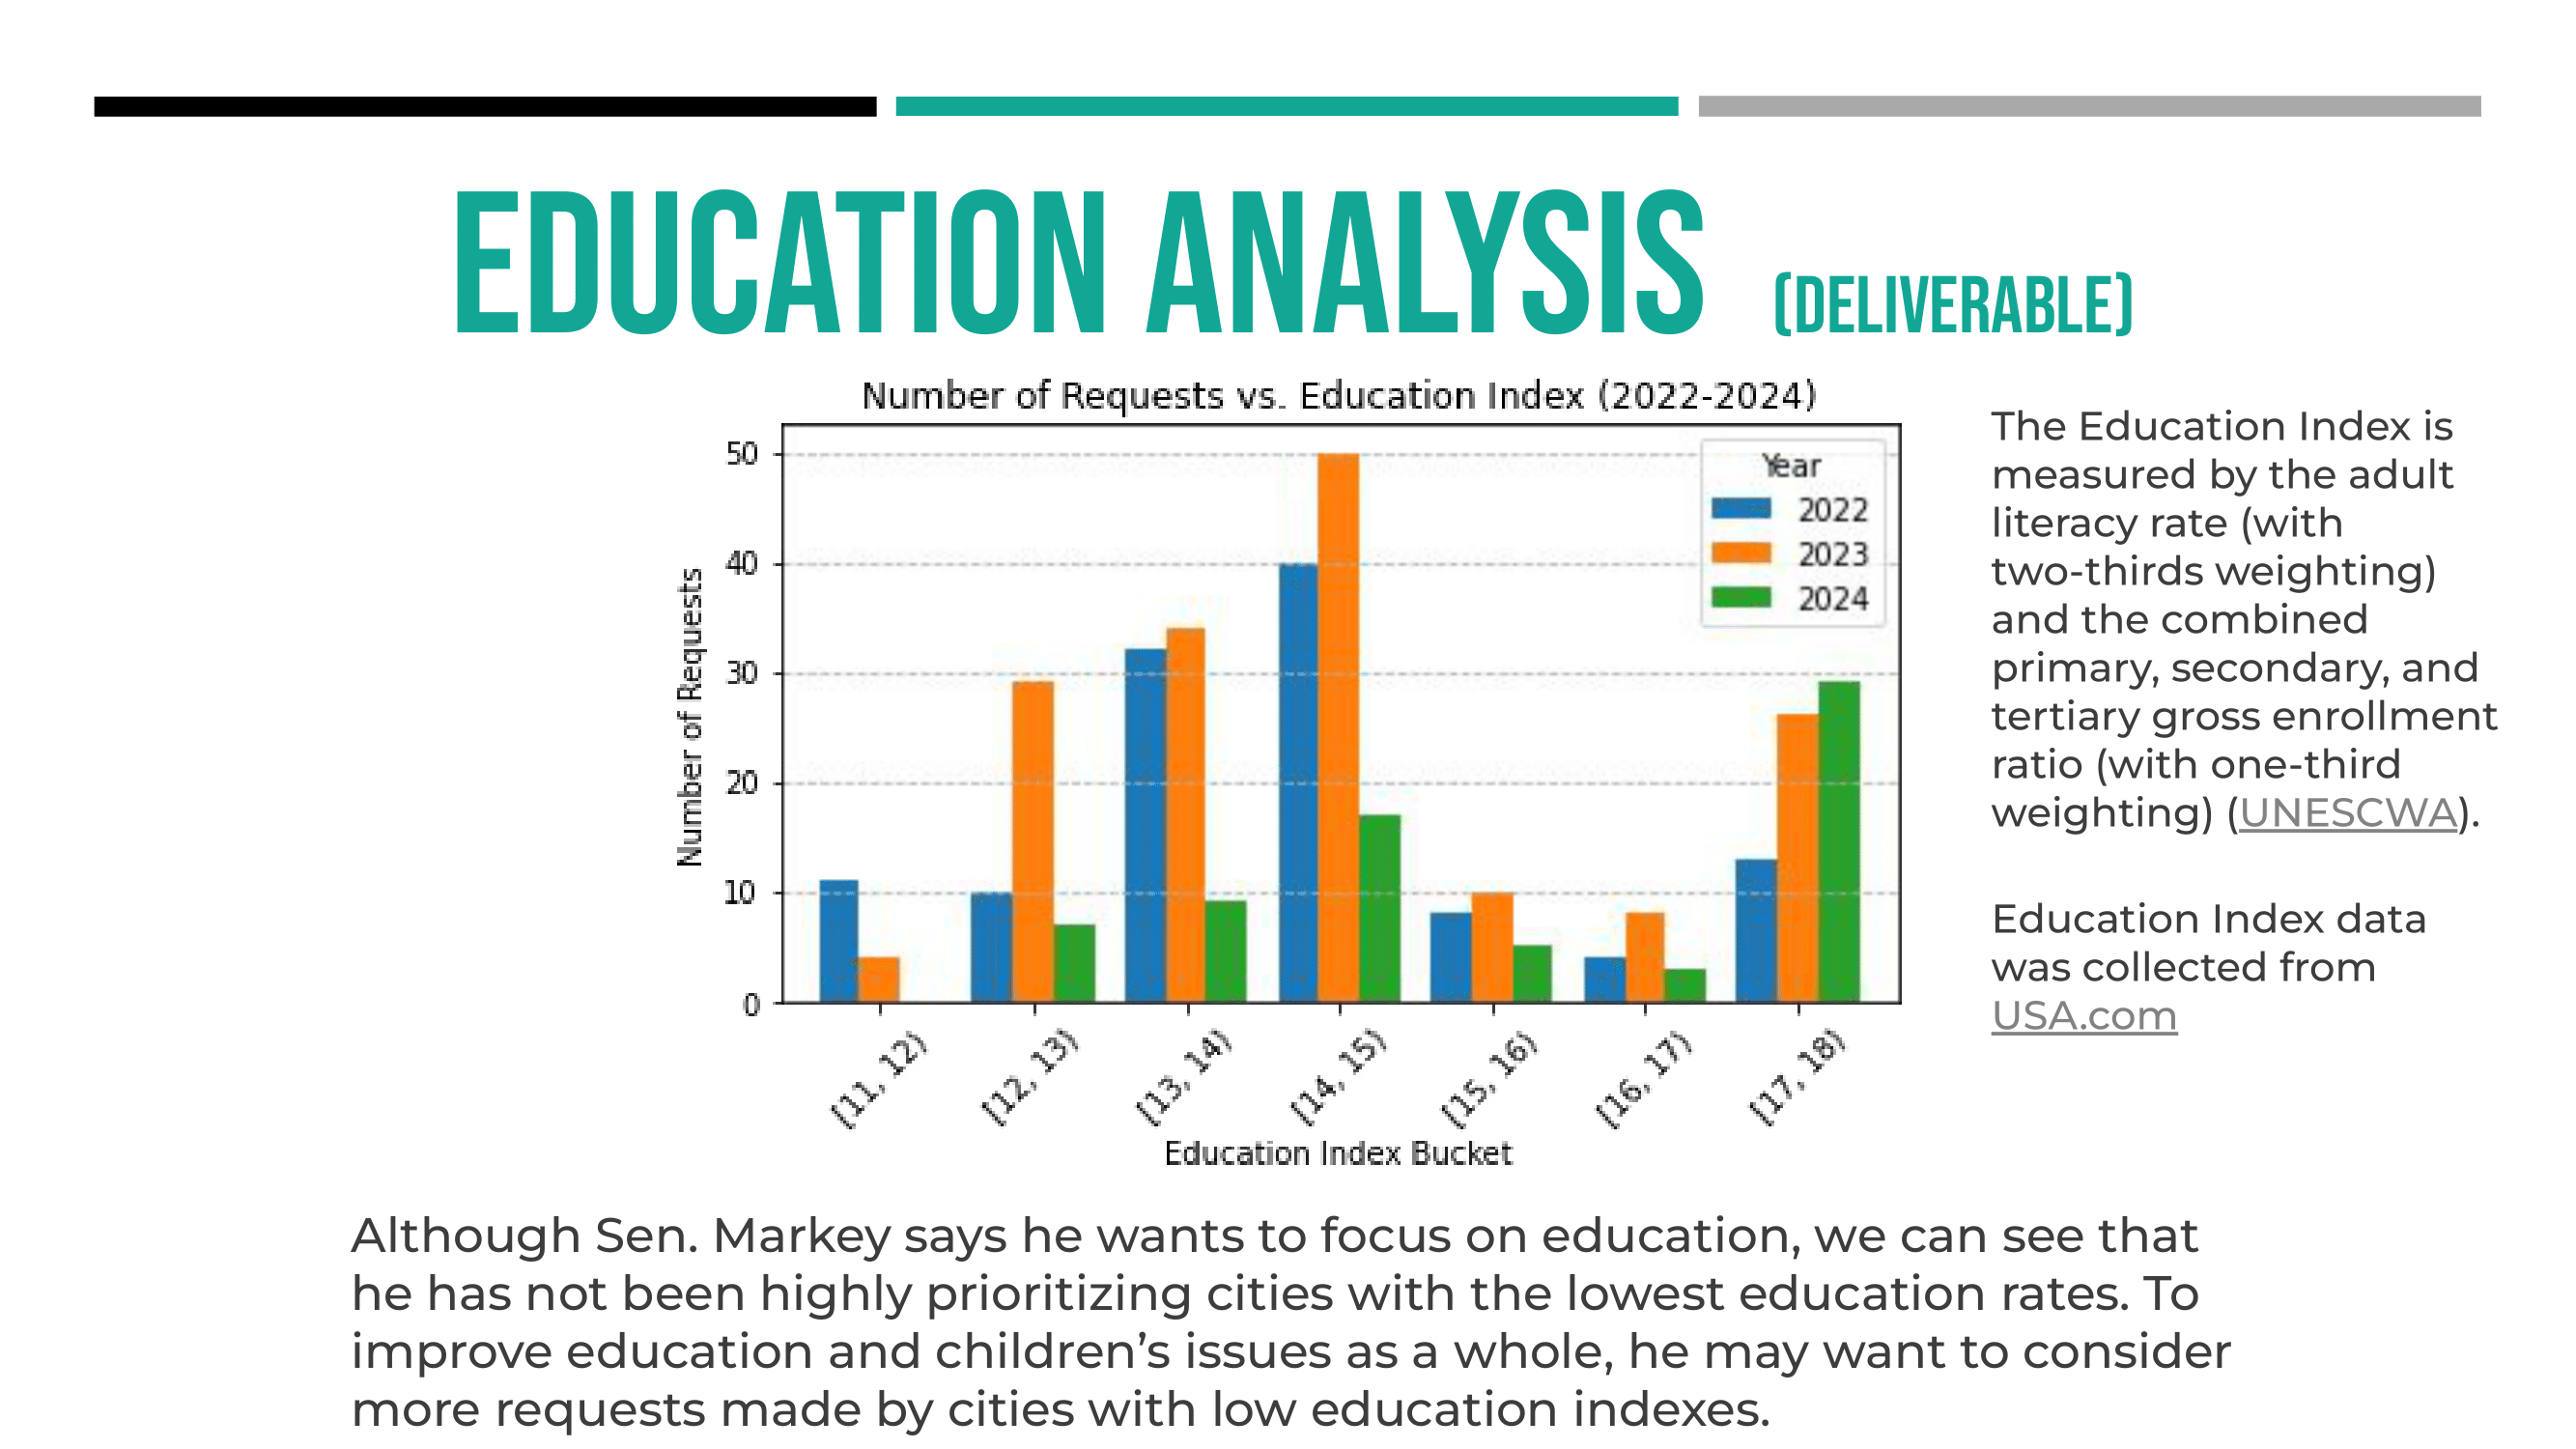 EDUCATION ANALYSIS (DELIVERABLE)
Number of Requests vs. Education Index (2022-2024)
50
40
30
20
10
0
Number of Requests
Year
2022
2023
2024
[11, 12)
[12, 13)
[13, 14)
[14, 15)
[15, 16)
[16, 17)
[17, 18)
Education Index Bucket
The Education Index is
measured by the adult
literacy rate (with
two-thirds weighting)
and the combined
primary, secondary, and
tertiary gross enrollment
ratio (with one-third
weighting) (UNESCWA).
Education Index data
was collected from
USA.com
Although Sen. Markey says he wants to focus on education, we can see that
he has not been highly prioritizing cities with the lowest education rates. To
improve education and children’s issues as a whole, he may want to consider
more requests made by cities with low education indexes.